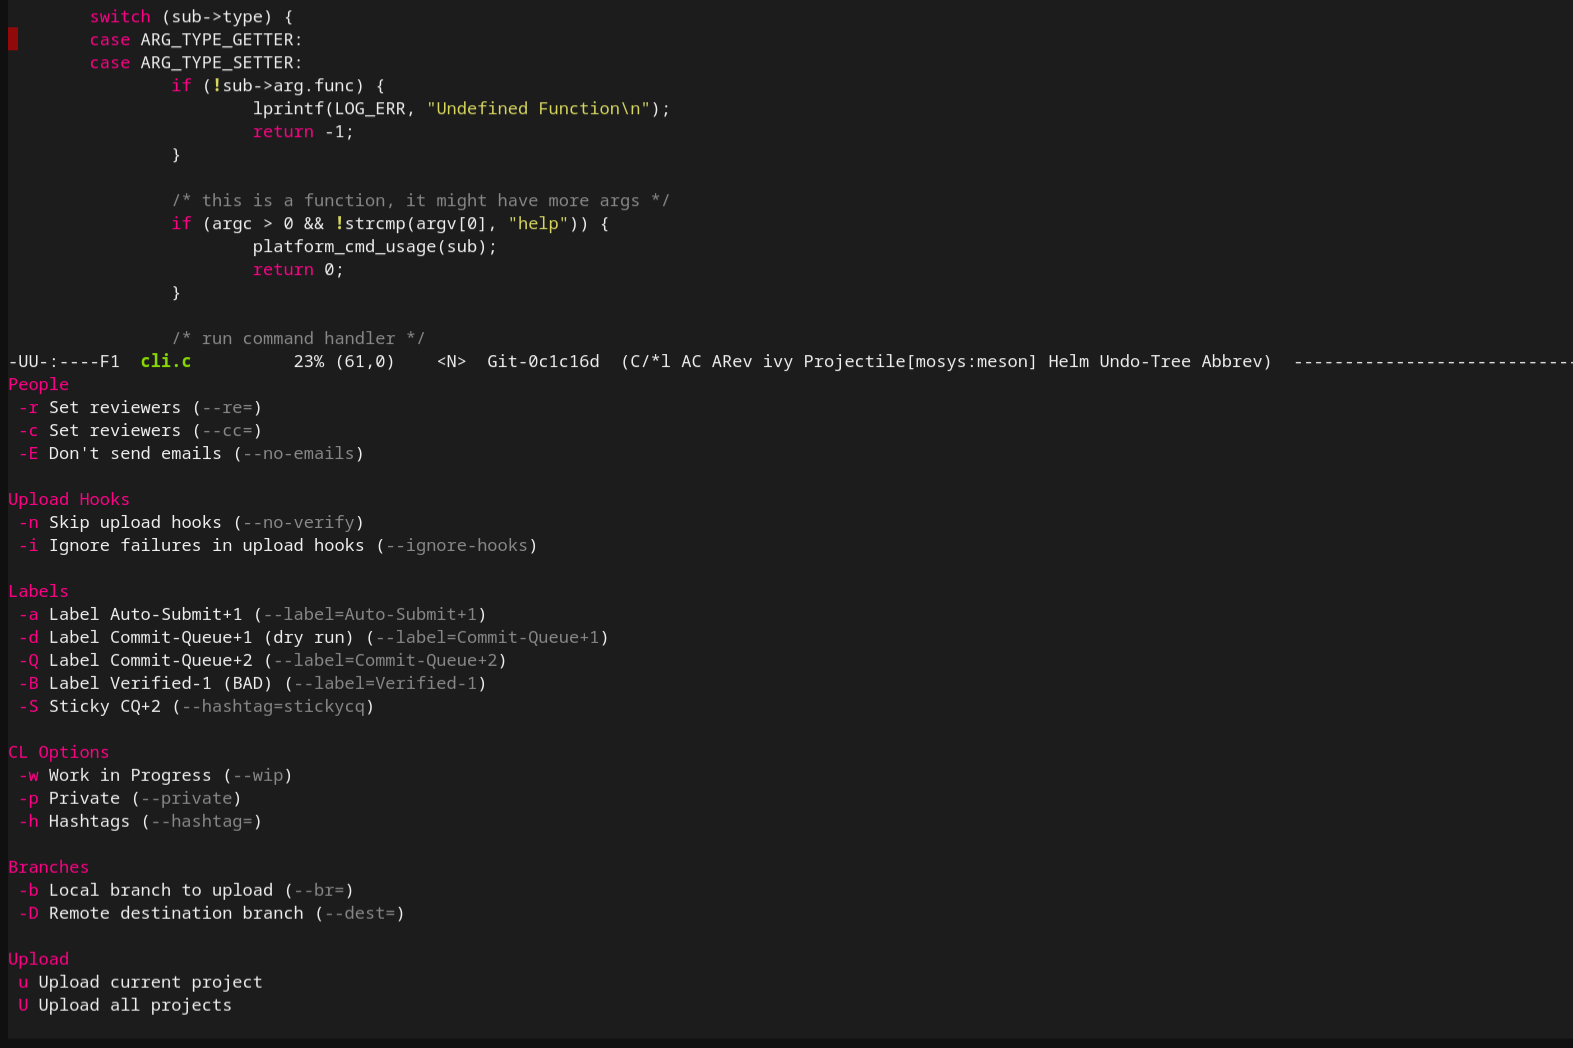 switch (sub->type) {
        case ARG_TYPE_GETTER:
        case ARG_TYPE_SETTER:
                if (!sub->arg.func) {
                        lprintf(LOG_ERR, "Undefined Function\n");
                        return -1;
                }

                /* this is a function, it might have more args */
                if (argc > 0 && !strcmp(argv[0], "help")) {
                        platform_cmd_usage(sub);
                        return 0;
                }

                /* run command handler */
-UU-:----F1  cli.c          23% (61,0)    <N>  Git-0c1c16d  (C/*l AC ARev ivy Projectile[mosys:meson] Helm Undo-Tree Abbrev)  ----------------------------
People
 -r Set reviewers (--re=)
 -c Set reviewers (--cc=)
 -E Don't send emails (--no-emails)

Upload Hooks
 -n Skip upload hooks (--no-verify)
 -i Ignore failures in upload hooks (--ignore-hooks)

Labels
 -a Label Auto-Submit+1 (--label=Auto-Submit+1)
 -d Label Commit-Queue+1 (dry run) (--label=Commit-Queue+1)
 -Q Label Commit-Queue+2 (--label=Commit-Queue+2)
 -B Label Verified-1 (BAD) (--label=Verified-1)
 -S Sticky CQ+2 (--hashtag=stickycq)

CL Options
 -w Work in Progress (--wip)
 -p Private (--private)
 -h Hashtags (--hashtag=)

Branches
 -b Local branch to upload (--br=)
 -D Remote destination branch (--dest=)

Upload
 u Upload current project
 U Upload all projects